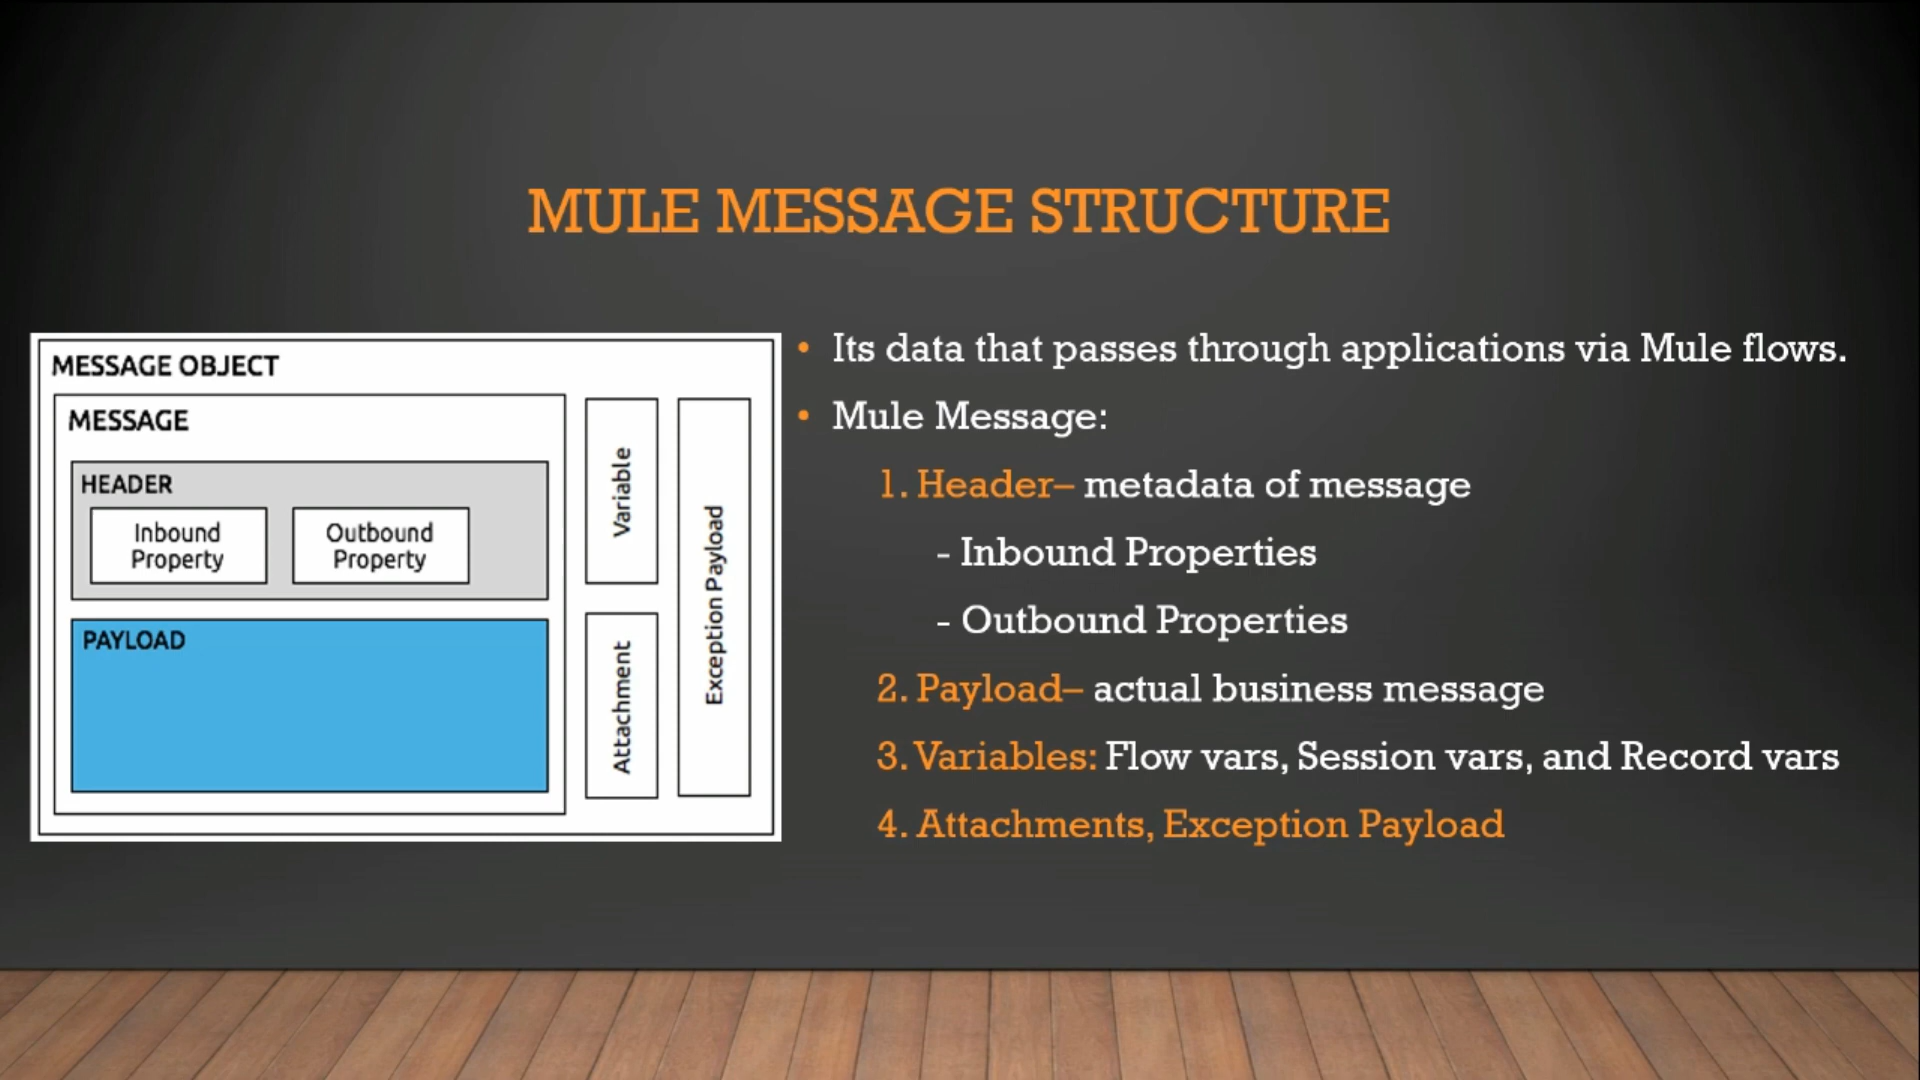 MULE MESSAGE STRUCTURE
MESSAGE OBJECT
MESSAGE
HEADER
Inbound
Property
Outbound
Property
PAYLOAD
Variable
Attachment
Exception Payload
• Its data that passes through applications via Mule flows.
• Mule Message:
1. Header– metadata of message
- Inbound Properties
- Outbound Properties
2. Payload– actual business message
3. Variables: Flow vars, Session vars, and Record vars
4. Attachments, Exception Payload